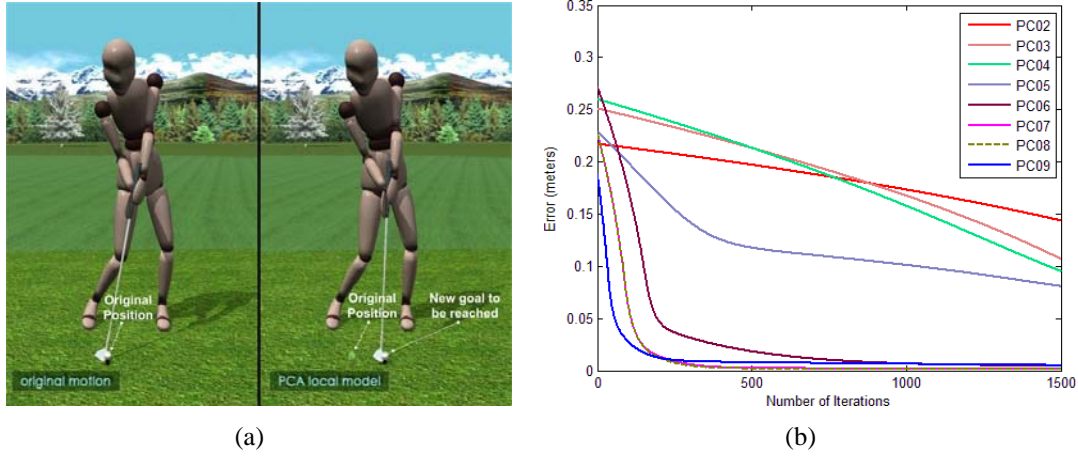 Original
Position
original motion
Original
Position
New goal to
be reached
PCA local model
(a)
0.35
0.3
0.25
0.2
0.15
0.1
0.05
0
Error (meters)
0
500
1000
1500
Number of Iterations
PC02
PC03
PC04
PC05
PC06
PC07
PC08
PC09
(b)